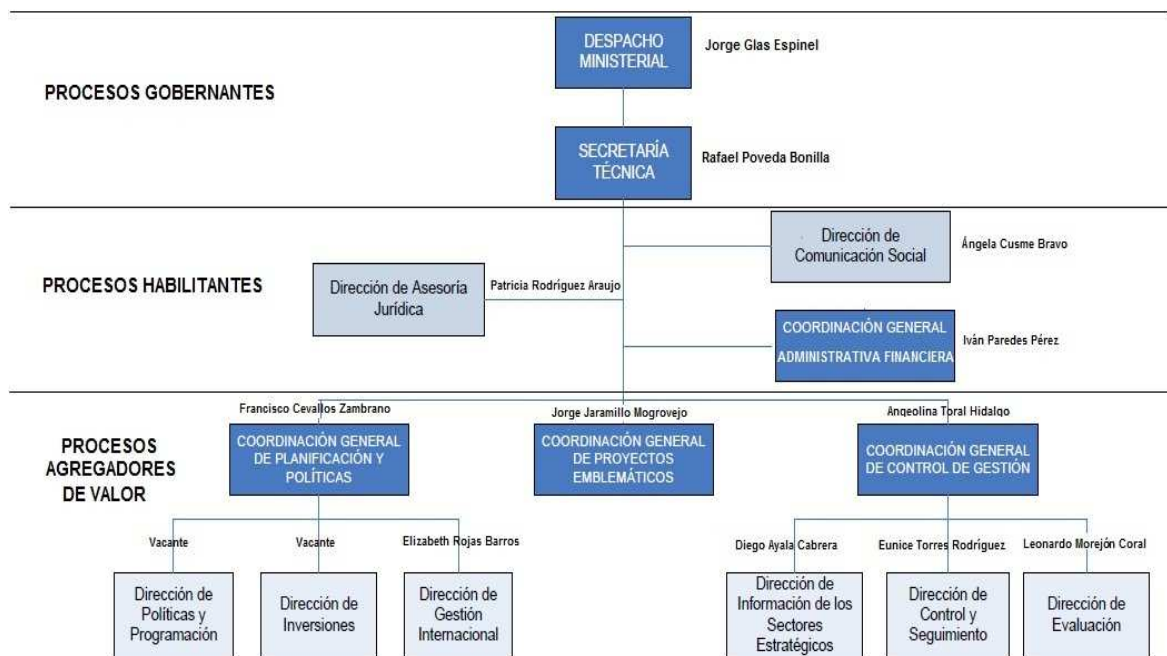 DESPACHO
MINISTERIAL
Jorge Glas Espinel
PROCESOS GOBERNANTES
SECRETARÍA
TÉCNICA
Rafael Poveda Bonilla
Dirección de
Comunicación Social
Ángela Cusme Bravo
PROCESOS HABILITANTES
Dirección de Asesoría
Jurídica
Patricia Rodríguez Araujo
COORDINACIÓN GENERAL
ADMINISTRATIVA FINANCIERA
Iván Paredes Pérez
PROCESOS
AGREGADORES
DE VALOR
Francisco Cevallos Zambrano
COORDINACIÓN GENERAL
DE PLANIFICACIÓN Y
POLÍTICAS
Jorge Jaramillo Mogrovejo
COORDINACIÓN GENERAL
DE PROYECTOS
EMBLEMÁTICOS
Angeolina Toral Hidalgo
COORDINACIÓN GENERAL
DE CONTROL DE GESTIÓN
Vacante
Dirección de
Políticas y
Programación
Vacante
Dirección de
Inversiones
Elizabeth Rojas Barros
Dirección de
Gestión
Internacional
Diego Ayala Cabrera
Dirección de
Información de los
Sectores
Estratégicos
Eunice Torres Rodríguez
Dirección de
Control y
Seguimiento
Leonardo Morejón Coral
Dirección de
Evaluación